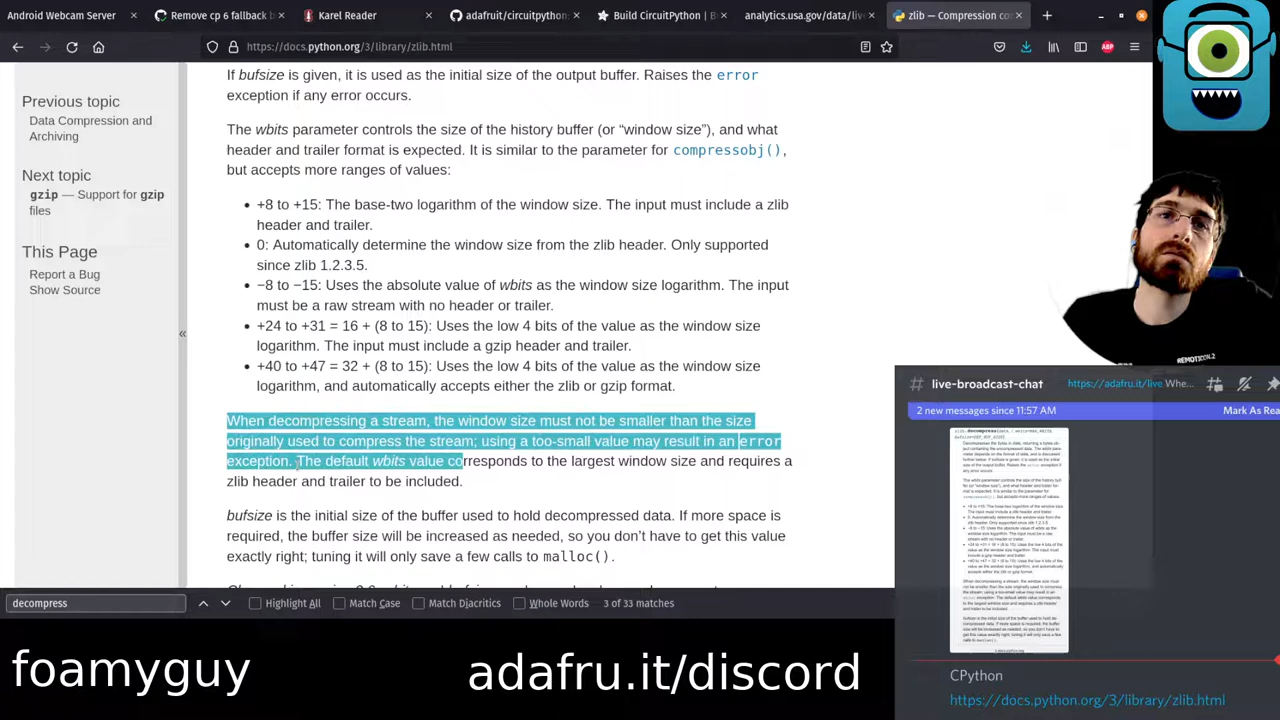 Android Webcam Server
Remove cp 6 fallback b
Karel Reader
adafruit/circuitpython:
Build CircuitPython |
analytics.usa.gov/data/live
zlib — Compression co
https://docs.python.org/3/library/zlib.html
Previous topic
Data Compression and
Archiving
Next topic
gzip — Support for gzip
files
This Page
Report a Bug
Show Source
«
If bufsize is given, it is used as the initial size of the output buffer. Raises the error
exception if any error occurs.
The wbits parameter controls the size of the history buffer (or “window size”), and what
header and trailer format is expected. It is similar to the parameter for compressobj(),
but accepts more ranges of values:
• +8 to +15: The base-two logarithm of the window size. The input must include a zlib
header and trailer.
• 0: Automatically determine the window size from the zlib header. Only supported
since zlib 1.2.3.5.
• −8 to −15: Uses the absolute value of wbits as the window size logarithm. The input
must be a raw stream with no header or trailer.
• +24 to +31 = 16 + (8 to 15): Uses the low 4 bits of the value as the window size
logarithm. The input must include a gzip header and trailer.
• +40 to +47 = 32 + (8 to 15): Uses the low 4 bits of the value as the window size
logarithm, and automatically accepts either the zlib or gzip format.
When decompressing a stream, the window size must not be smaller than the size
originally used to compress the stream; using a too-small value may result in an error
exception. The default wbits value corresponds to the largest window size and requires a
zlib header and trailer to be included.
bufsize is the initial size of the buffer used to hold decompressed data. If more space is
required, the buffer size will be increased as needed, so you don’t have to get this value
exactly right; tuning it will only save a few calls to
decompress
matches
REMOTICON.2
# live-broadcast-chat
https://adafru.it/live Whe...
2 new messages since 11:57 AM
Mark As Rea
CPython
https://docs.python.org/3/library/zlib.html
foamyguy
adafru.it/discord